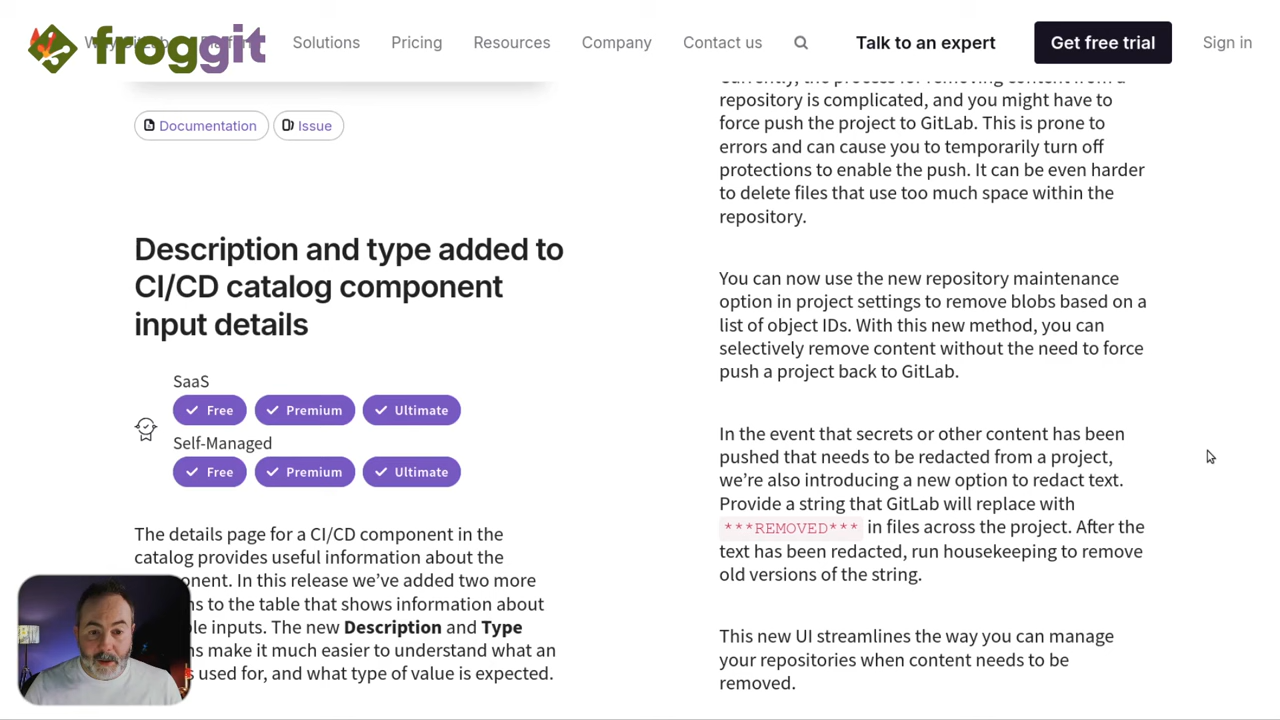 froggit
Solutions
Pricing
Resources
Company
Contact us
Talk to an expert
Get free trial
Sign in
Documentation
Issue
Description and type added to
CI/CD catalog component
input details
SaaS
Free
Premium
Ultimate
Self-Managed
Free
Premium
Ultimate
The details page for a CI/CD component in the
catalog provides useful information about the
onent. In this release we've added two more
ns to the table that shows information about
le inputs. The new Description and Type
ns make it much easier to understand what an
s used for, and what type of value is expected.
Currently, the process for removing content from a
repository is complicated, and you might have to
force push the project to GitLab. This is prone to
errors and can cause you to temporarily turn off
protections to enable the push. It can be even harder
to delete files that use too much space within the
repository.
You can now use the new repository maintenance
option in project settings to remove blobs based on a
list of object IDs. With this new method, you can
selectively remove content without the need to force
push a project back to GitLab.
In the event that secrets or other content has been
pushed that needs to be redacted from a project,
we're also introducing a new option to redact text.
Provide a string that GitLab will replace with
***REMOVED*** in files across the project. After the
text has been redacted, run housekeeping to remove
old versions of the string.
This new UI streamlines the way you can manage
your repositories when content needs to be
removed.